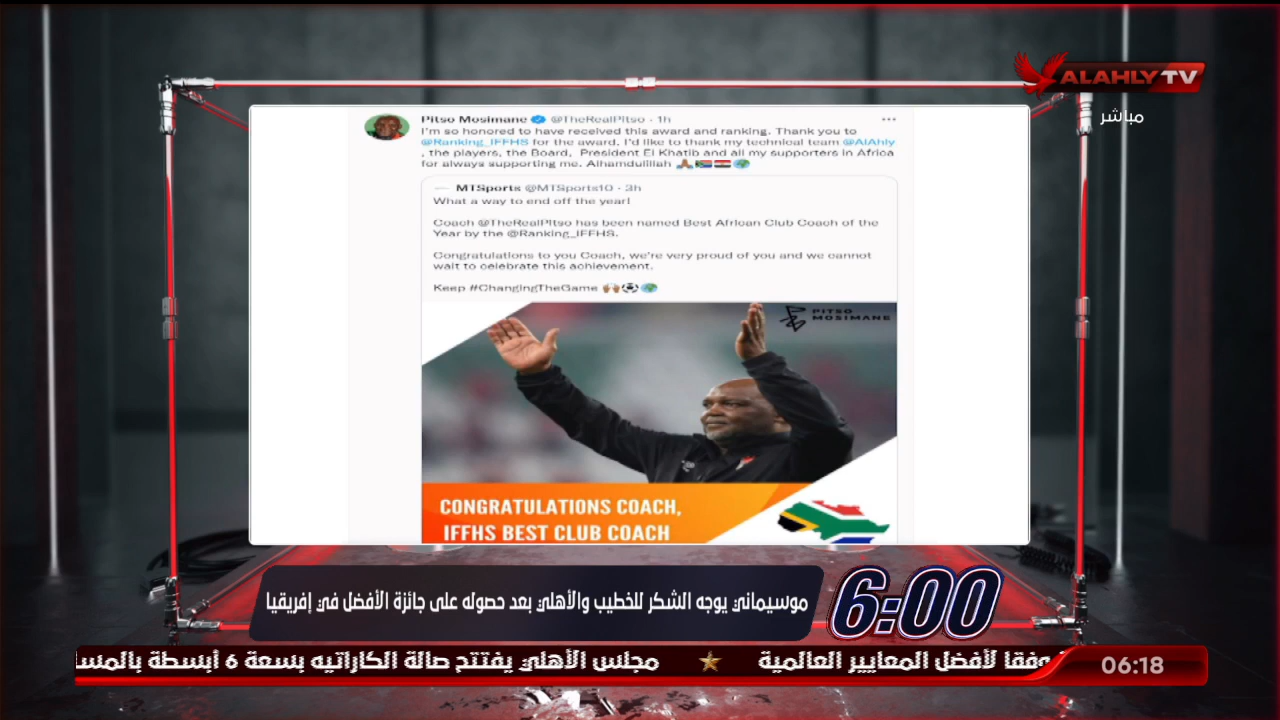 ALAHLY TV
مباشر
Pitso Mosimane @TheRealPitso · 1h
I'm so honored to have received this award and ranking. Thank you to
@Ranking_IFFHS for the award, I'd like to thank my technical team @AlAhly
, the players, the Board, President El Khatib and all my supporters in Africa
for always supporting me. Alhamdulillah 🙏🏾🇿🇦🇪🇬🌍
MTSports @MTSports10 · 3h
What a way to end off the year!
Coach @TheRealPitso has been named Best African Club Coach of the
Year by the @Ranking_IFFHS.
Congratulations to you Coach, we're very proud of you and we cannot
wait to celebrate this achievement.
Keep #ChangingTheGame 🙌🏾⚽🌍
PITSO
MOSIMANE
CONGRATULATIONS COACH,
IFFHS BEST CLUB COACH
موسيماني يوجه الشكر للخطيب والأهلي بعد حصوله على جائزة الأفضل في إفريقيا
6:00
وفقا لأفضل المعايير العالمية ★ مجلس الأهلي يفتتح صالة الكاراتيه بسعة 6 أبسطة
06:18